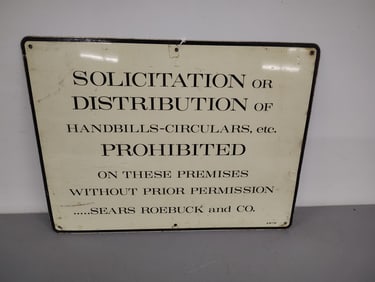 SOLICITATION OR
DISTRIBUTION OF
HANDBILLS-CIRCULARS, etc.
PROHIBITED
ON THESE PREMISES
WITHOUT PRIOR PERMISSION
.....SEARS ROEBUCK and CO.